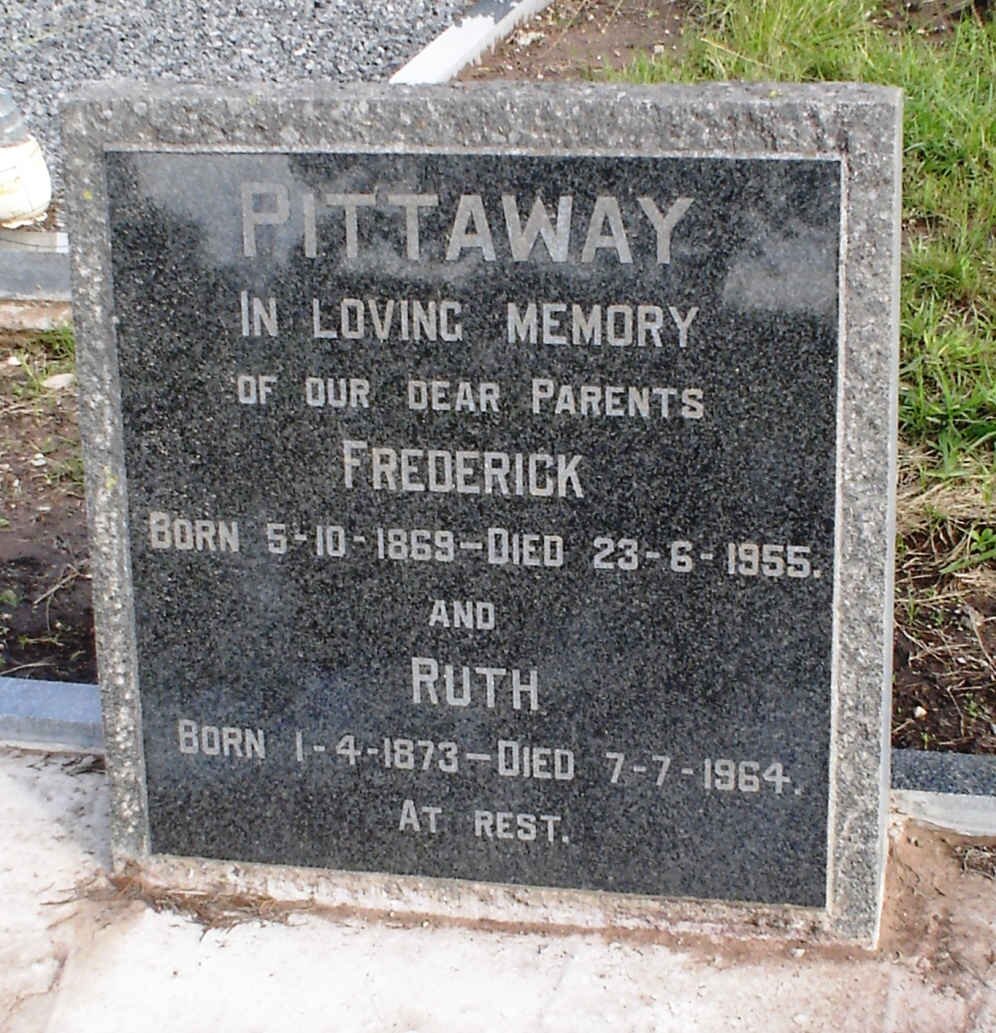 PITTAWAY
IN LOVING MEMORY
OF OUR DEAR PARENTS
FREDERICK
BORN 5-10-1869-DIED 23-6-1955.
AND
RUTH
BORN 1-4-1873-DIED 7-7-1964.
AT REST.